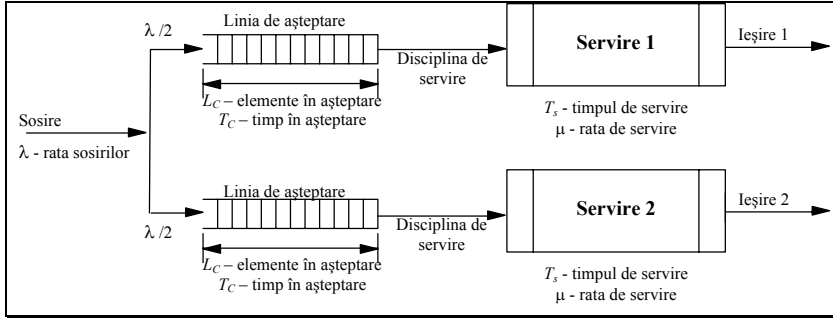 λ /2
Linia de aşteptare
L_C – elemente în aşteptare
T_C – timp în aşteptare
Disciplina de
servire
Servire 1
T_s - timpul de servire
μ - rata de servire
Ieşire 1
Sosire
λ - rata sosirilor
λ /2
Linia de aşteptare
L_C – elemente în aşteptare
T_C – timp în aşteptare
Disciplina de
servire
Servire 2
T_s - timpul de servire
μ - rata de servire
Ieşire 2